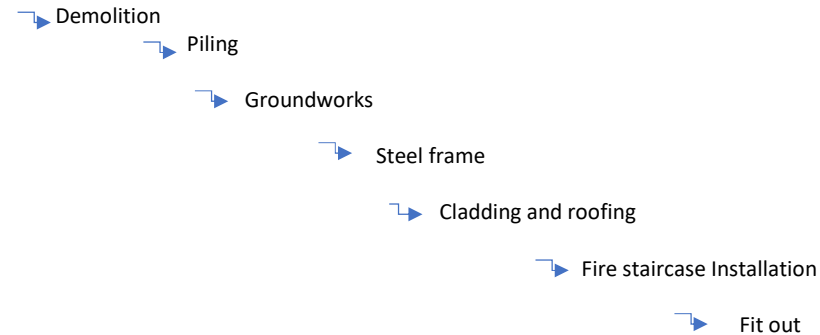 Demolition
Piling
Groundworks
Steel frame
Cladding and roofing
Fire staircase Installation
Fit out